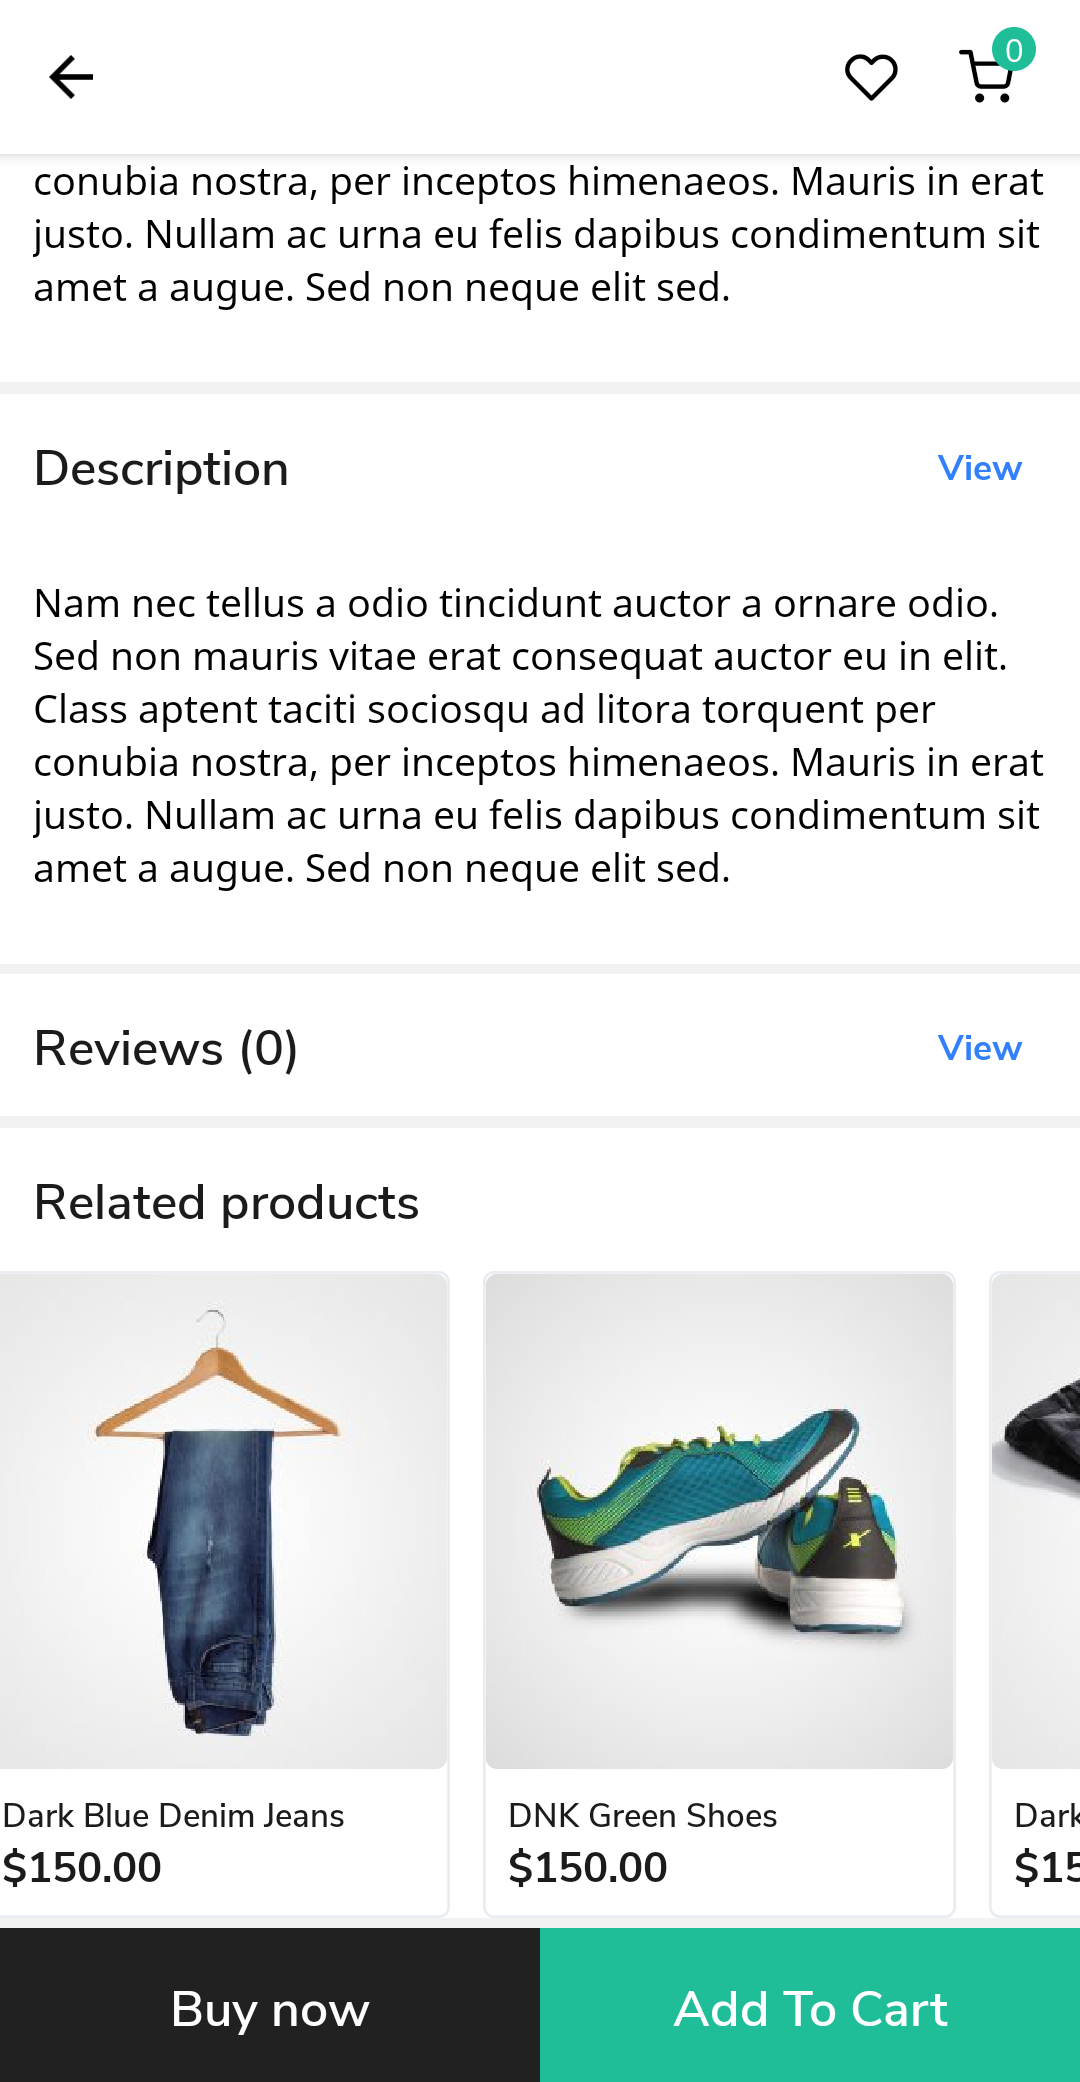 0
conubia nostra, per inceptos himenaeos. Mauris in erat
justo. Nullam ac urna eu felis dapibus condimentum sit
amet a augue. Sed non neque elit sed.
Description
View
Nam nec tellus a odio tincidunt auctor a ornare odio.
Sed non mauris vitae erat consequat auctor eu in elit.
Class aptent taciti sociosqu ad litora torquent per
conubia nostra, per inceptos himenaeos. Mauris in erat
justo. Nullam ac urna eu felis dapibus condimentum sit
amet a augue. Sed non neque elit sed.
Reviews (0)
View
Related products
Dark Blue Denim Jeans
$150.00
DNK Green Shoes
$150.00
Dark
$15
Buy now
Add To Cart